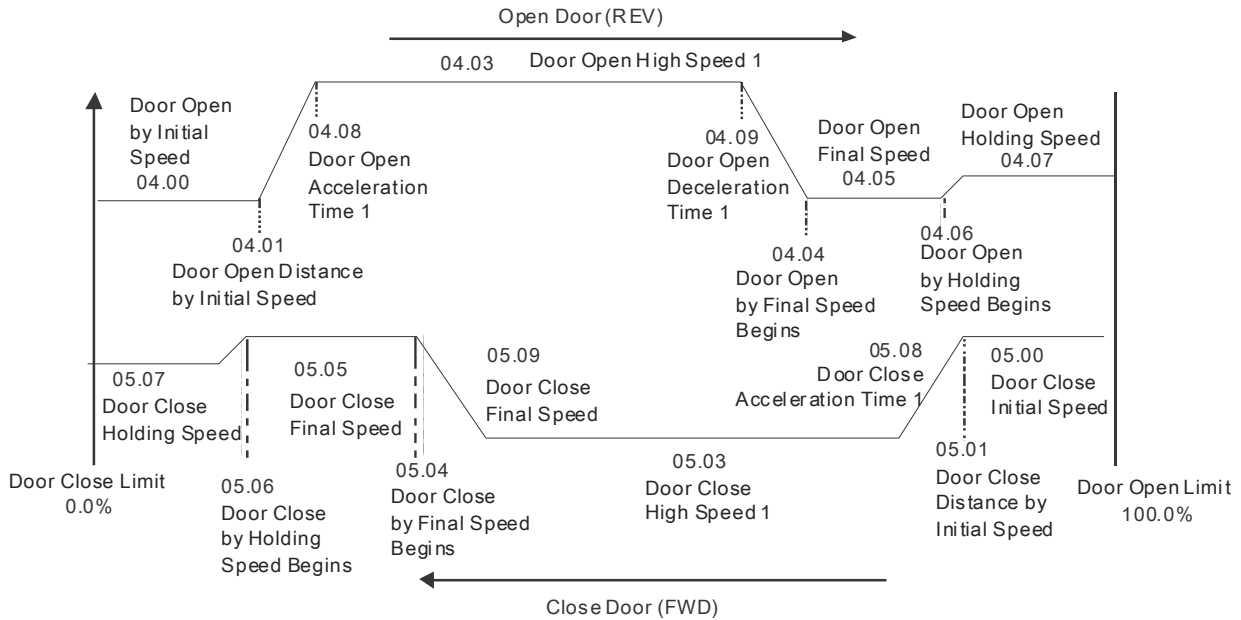 Open Door (REV)
04.03
Door Open High Speed 1
Door Open
by Initial
Speed
04.00
04.08
Door Open
Acceleration
Time 1
04.09
Door Open
Deceleration
Time 1
Door Open
Final Speed
04.05
Door Open
Holding Speed
04.07
04.01
Door Open Distance
by Initial Speed
04.04
Door Open
by Final Speed
Begins
04.06
Door Open
by Holding
Speed Begins
05.07
Door Close
Holding Speed
05.05
Door Close
Final Speed
05.09
Door Close
Final Speed
05.08
Door Close
Acceleration Time 1
05.00
Door Close
Initial Speed
Door Close Limit
0.0%
05.06
Door Close
by Holding
Speed Begins
05.04
Door Close
by Final Speed
Begins
05.03
Door Close
High Speed 1
05.01
Door Close
Distance by
Initial Speed
Door Open Limit
100.0%
Close Door (FWD)